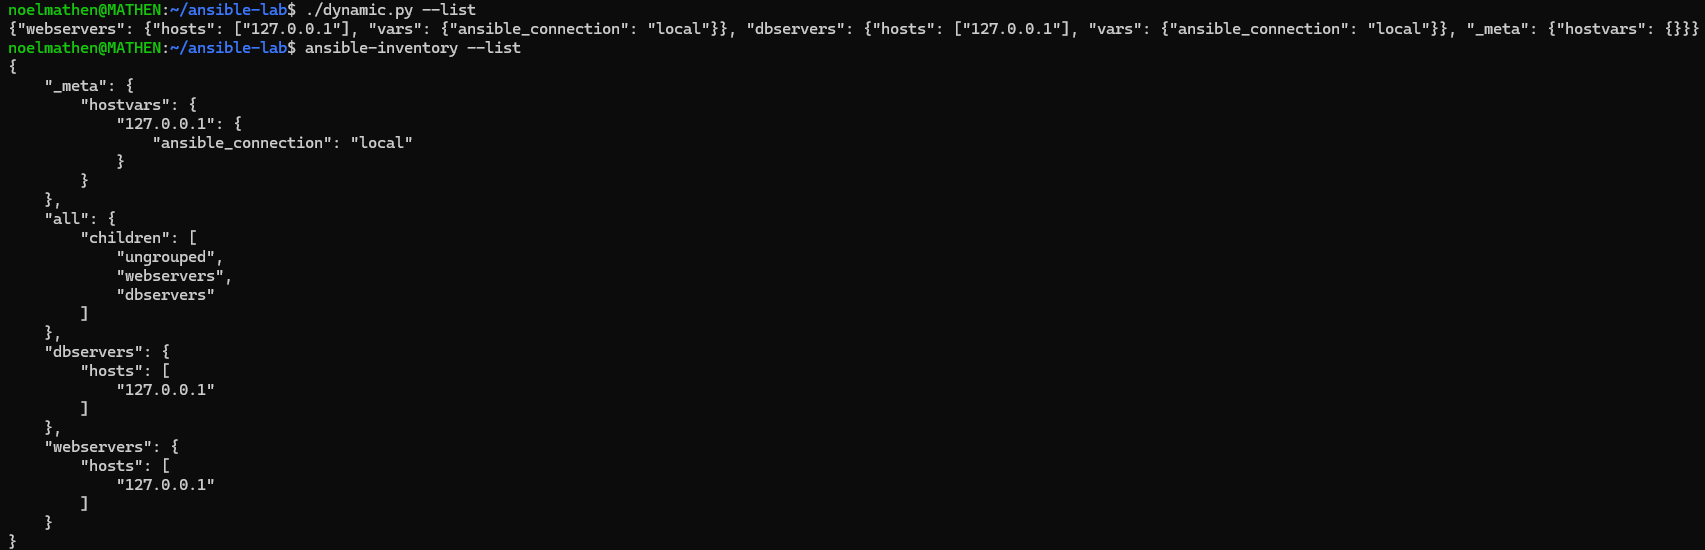 noelmathen@MATHEN:~/ansible-lab$ ./dynamic.py --list
{"webservers": {"hosts": ["127.0.0.1"], "vars": {"ansible_connection": "local"}}, "dbservers": {"hosts": ["127.0.0.1"], "vars": {"ansible_connection": "local"}}, "_meta": {"hostvars": {}}}
noelmathen@MATHEN:~/ansible-lab$ ansible-inventory --list
{
    "_meta": {
        "hostvars": {
            "127.0.0.1": {
                "ansible_connection": "local"
            }
        }
    },
    "all": {
        "children": [
            "ungrouped",
            "webservers",
            "dbservers"
        ]
    },
    "dbservers": {
        "hosts": [
            "127.0.0.1"
        ]
    },
    "webservers": {
        "hosts": [
            "127.0.0.1"
        ]
    }
}